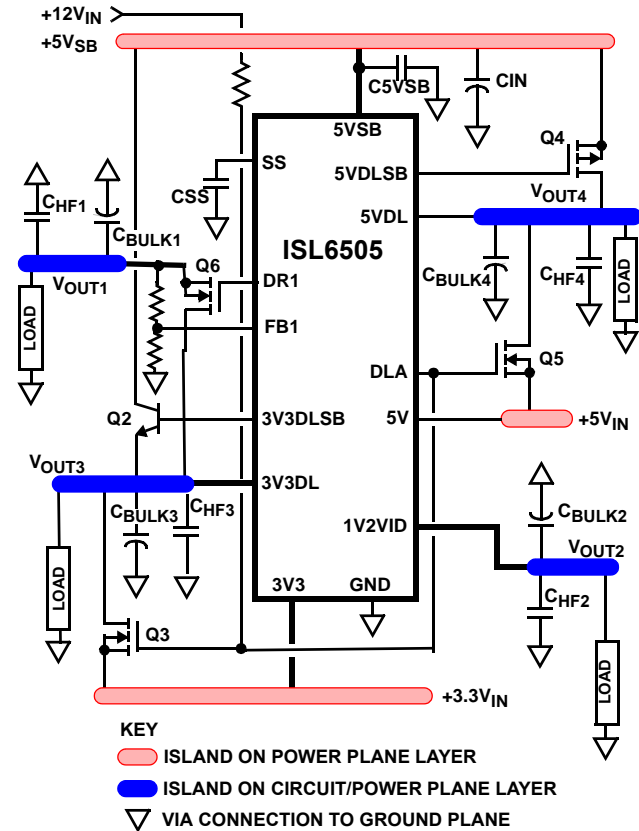 +12VIN
+5VSB
C5VSB
CIN
5VSB
Q4
SS
5VDLSB
CSS
CHF1
VOUT4
5VDL
CBULK1
ISL6505
Q6
VOUT1
DR1
CBULK4
CHF4
LOAD
LOAD
FB1
Q5
DLA
Q2
3V3DLSB
5V
+5VIN
VOUT3
3V3DL
CBULK3
CHF3
CBULK2
1V2VID
VOUT2
LOAD
3V3
GND
CHF2
Q3
LOAD
+3.3VIN
KEY
ISLAND ON POWER PLANE LAYER
ISLAND ON CIRCUIT/POWER PLANE LAYER
VIA CONNECTION TO GROUND PLANE